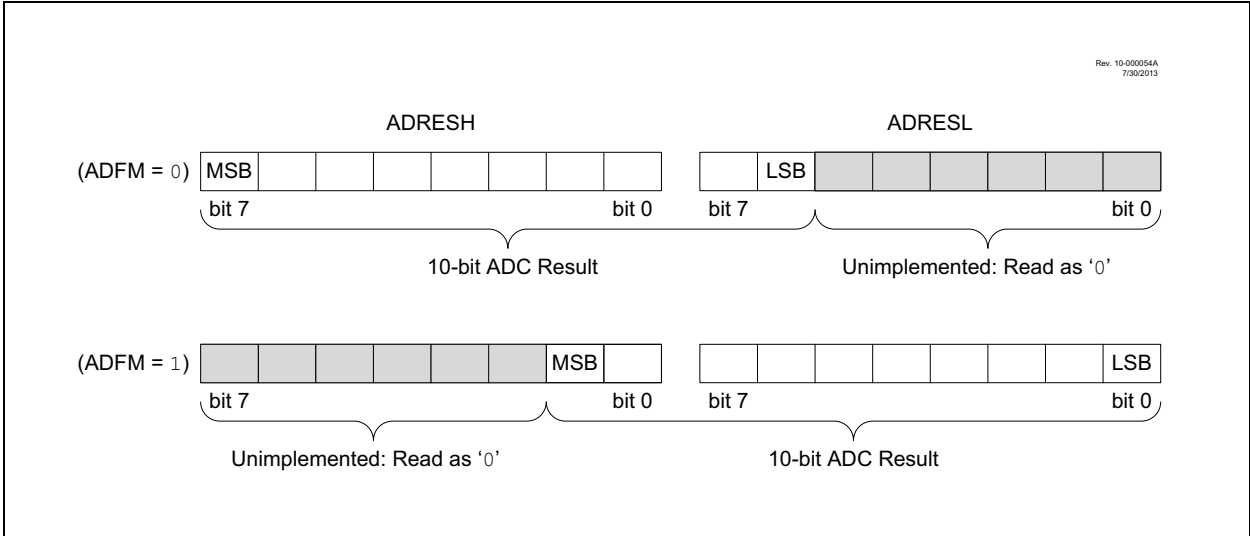 Rev. 10-000054A
7/30/2013
ADRESH ADRESL
(ADFM = 0) MSB LSB
bit 7 bit 0 bit 7 bit 0
10-bit ADC Result Unimplemented: Read as ‘0’
(ADFM = 1) MSB LSB
bit 7 bit 0 bit 7 bit 0
Unimplemented: Read as ‘0’ 10-bit ADC Result